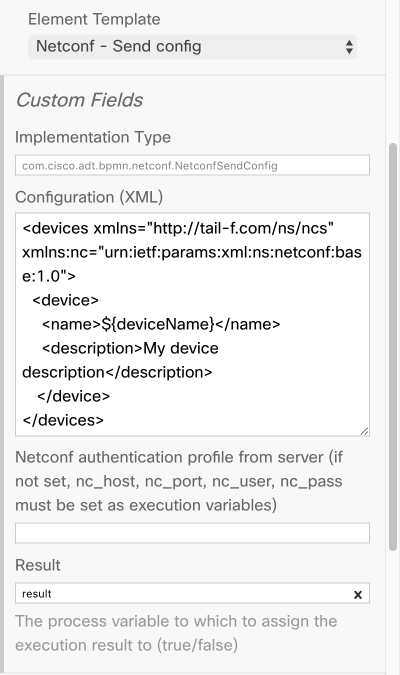 Element Template
Netconf - Send config
Custom Fields
Implementation Type
com.cisco.adt.bpmn.netconf.NetconfSendConfig
Configuration (XML)
<devices xmlns="http://tail-f.com/ns/ncs"
xmlns:nc="urn:ietf:params:xml:ns:netconf:bas
e:1.0">
<device>
<name>${deviceName}</name>
<description>My device
description</description>
</device>
</devices>
Netconf authentication profile from server (if
not set, nc_host, nc_port, nc_user, nc_pass
must be set as execution variables)
Result
result x
The process variable to which to assign the
execution result to (true/false)